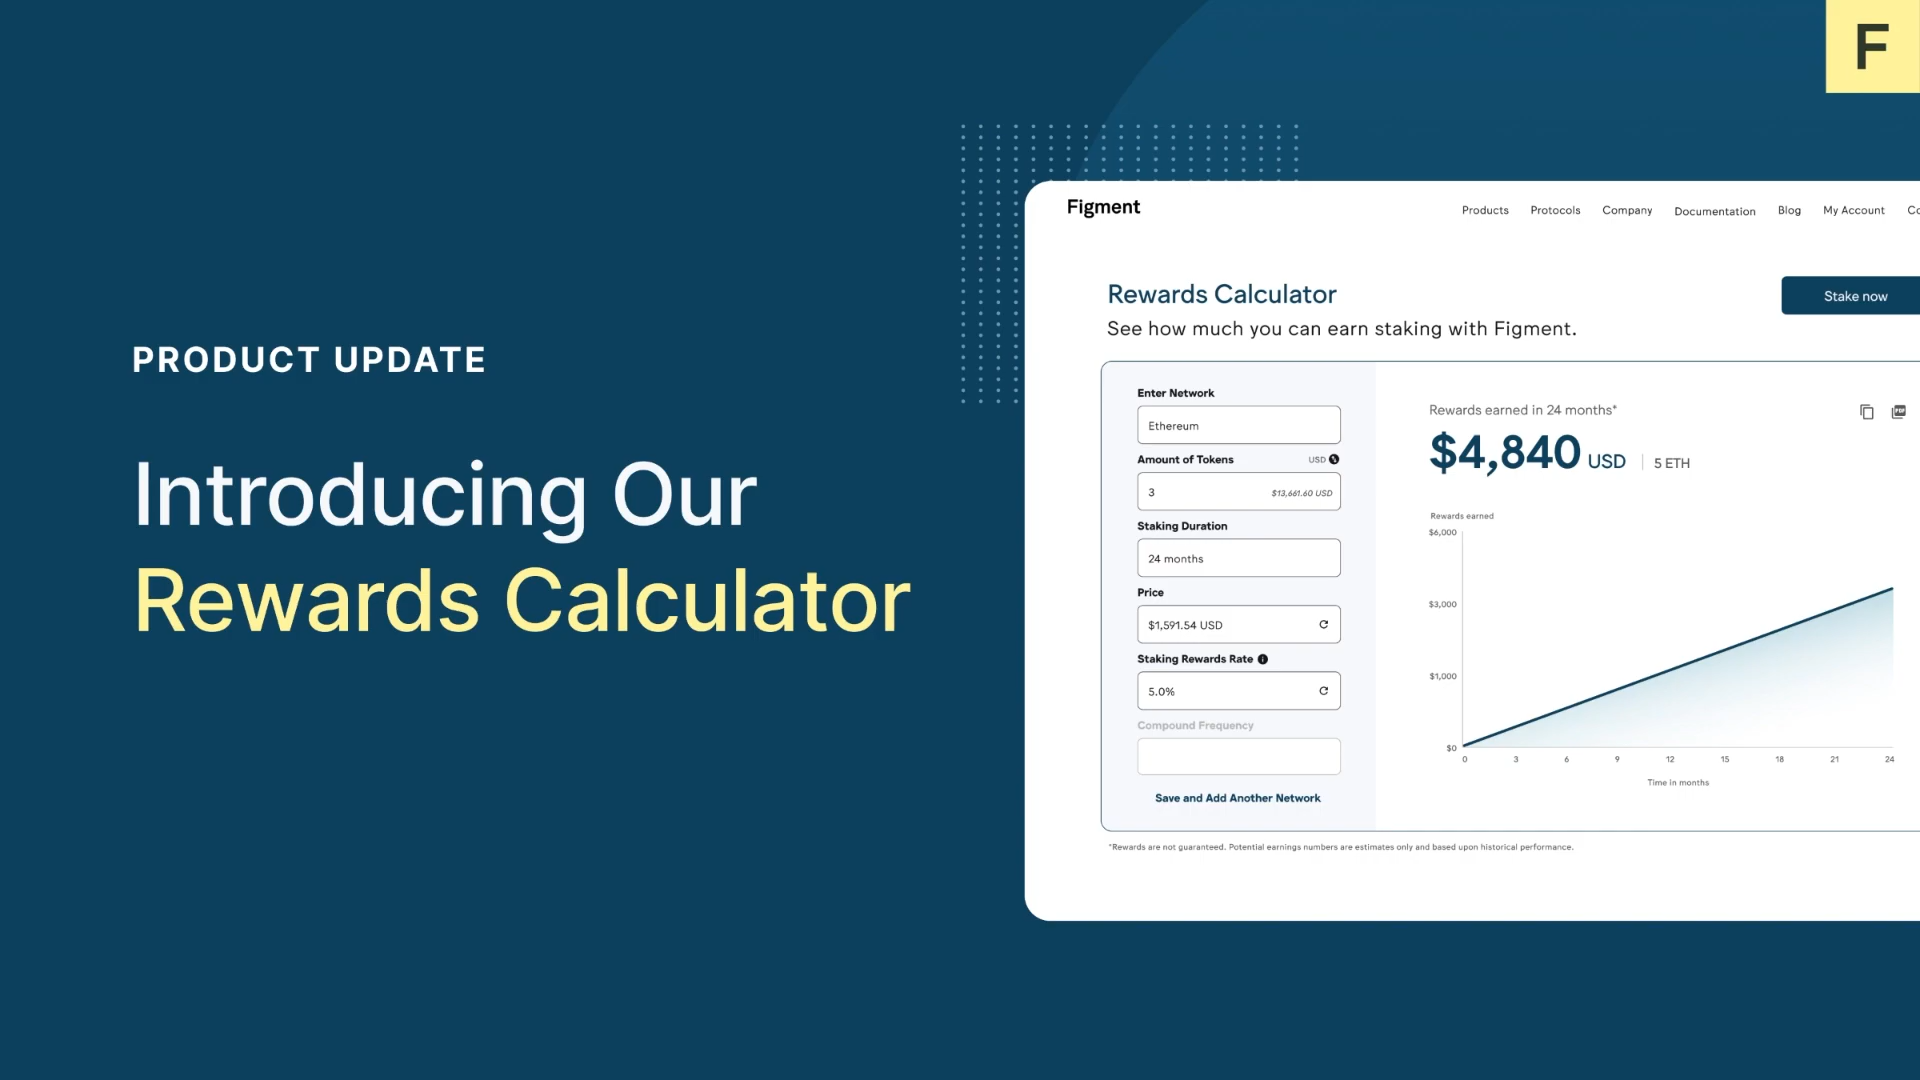 F
PRODUCT UPDATE
Introducing Our
Rewards Calculator
Figment
Products Protocols Company Documentation Blog My Account
Rewards Calculator
See how much you can earn staking with Figment.
Stake now
Enter Network
Ethereum
Amount of Tokens USD
3 $13,661.60 USD
Staking Duration
24 months
Price
$1,591.54 USD
Staking Rewards Rate
5.0%
Compound Frequency
Save and Add Another Network
Rewards earned in 24 months*
PDF
$4,840 USD 5 ETH
Rewards earned
$6,000
$3,000
$1,000
$0
0 3 6 9 12 15 18 21 24
Time in months
*Rewards are not guaranteed. Potential earnings numbers are estimates only and based upon historical performance.